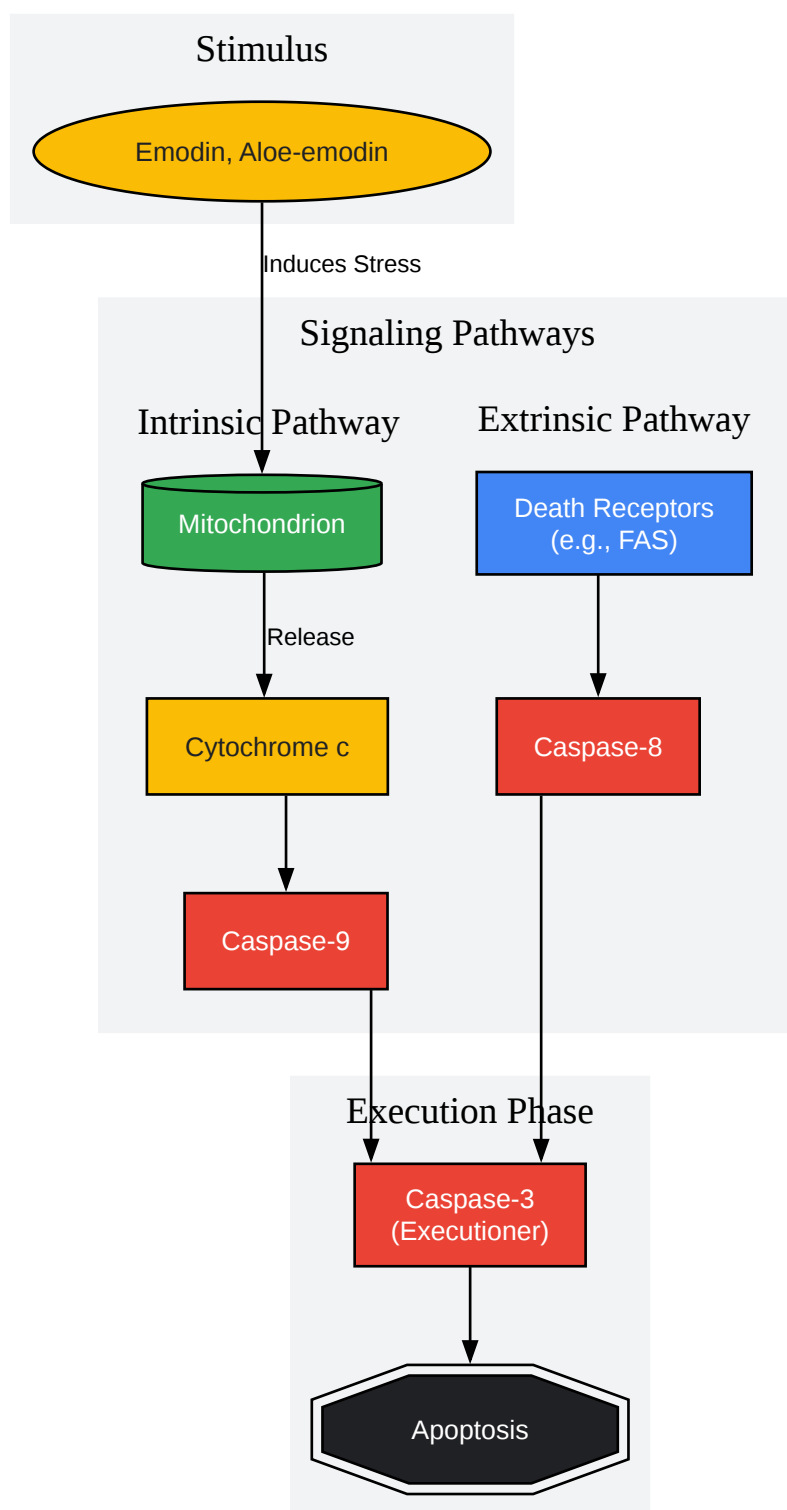 Stimulus
Emodin, Aloe-emodin
Induces Stress
Signaling Pathways
Intrinsic Pathway
Extrinsic Pathway
Mitochondrion
Death Receptors
(e.g., FAS)
Release
Cytochrome c
Caspase-8
Caspase-9
Execution Phase
Caspase-3
(Executioner)
Apoptosis